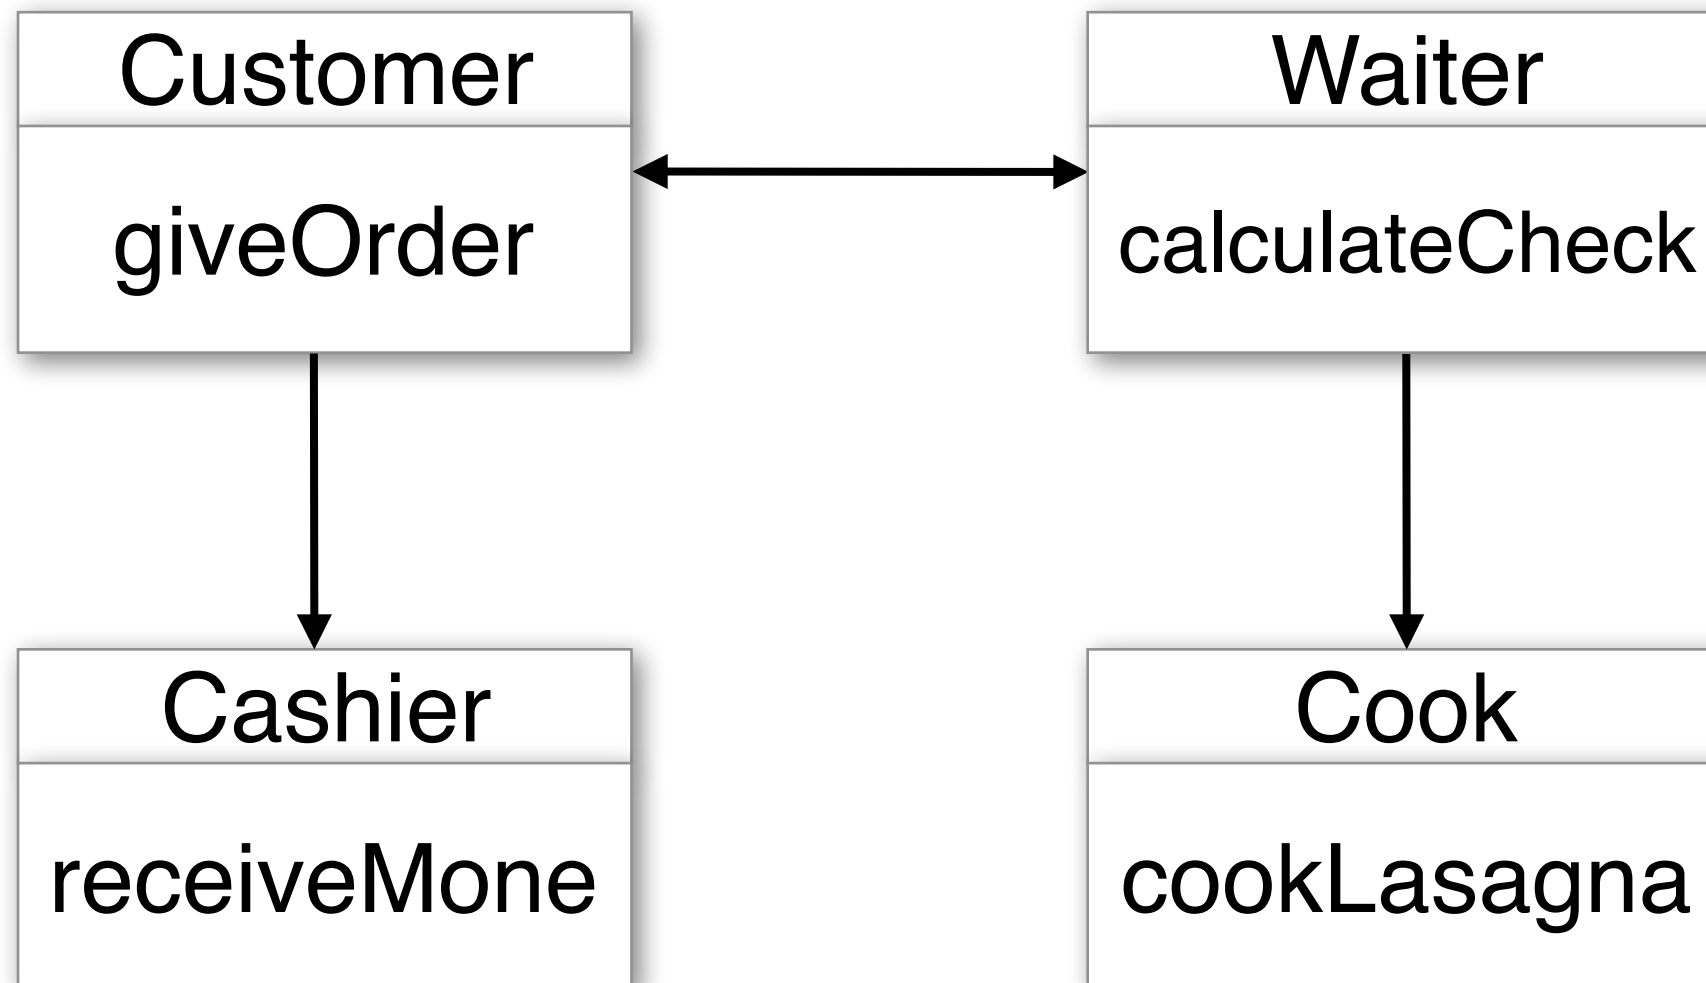 Customer
giveOrder
Waiter
calculateCheck
Cashier
receiveMone
Cook
cookLasagna